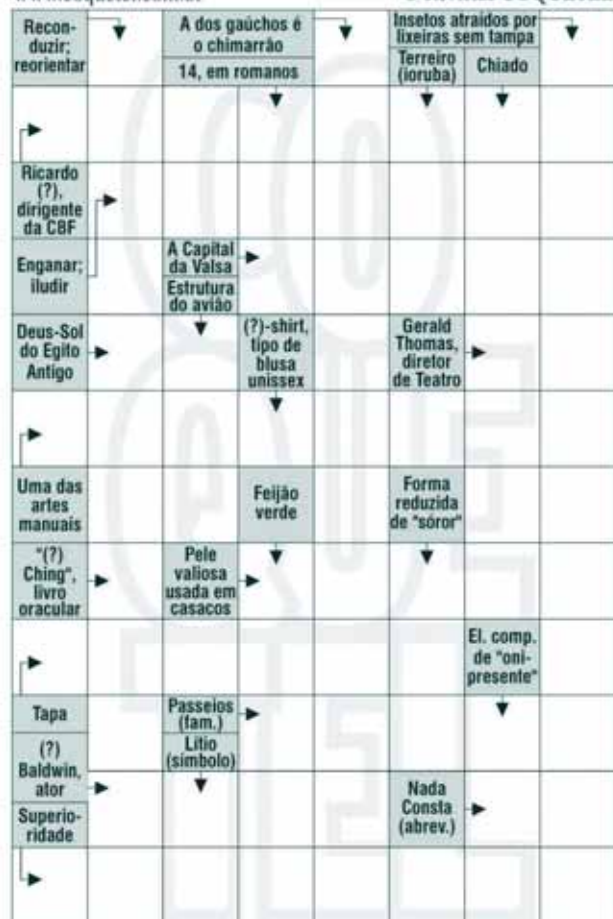 Recon-
duzir;
reorientar
A dos gaúchos é
o chimarrão
14, em romanos
Insetos atraídos por
lixeiras sem tampa
Terreiro
(ioruba)
Chiado
Ricardo
(?),
dirigente
da CBF
Enganar;
iludir
A Capital
da Valsa
Estrutura
do avião
Deus-Sol
do Egito
Antigo
(?)-shirt,
tipo de
blusa
unissex
Gerald
Thomas,
diretor
de Teatro
Uma das
artes
manuais
Feijão
verde
Forma
reduzida
de "sóror"
"(?)
Ching",
livro
oracular
Pele
valiosa
usada em
casacos
El. comp.
de "oni-
presente"
Tapa
Passeios
(fam.)
Lítio
(símbolo)
(?)
Baldwin,
ator
Nada
Consta
(abrev.)
Superio-
ridade